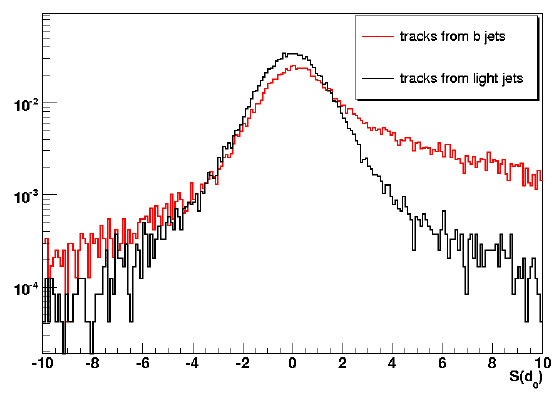 tracks from b jets
tracks from light jets
10^-2
10^-3
10^-4
-10 -8 -6 -4 -2 0 2 4 6 8 10
S(d_0)